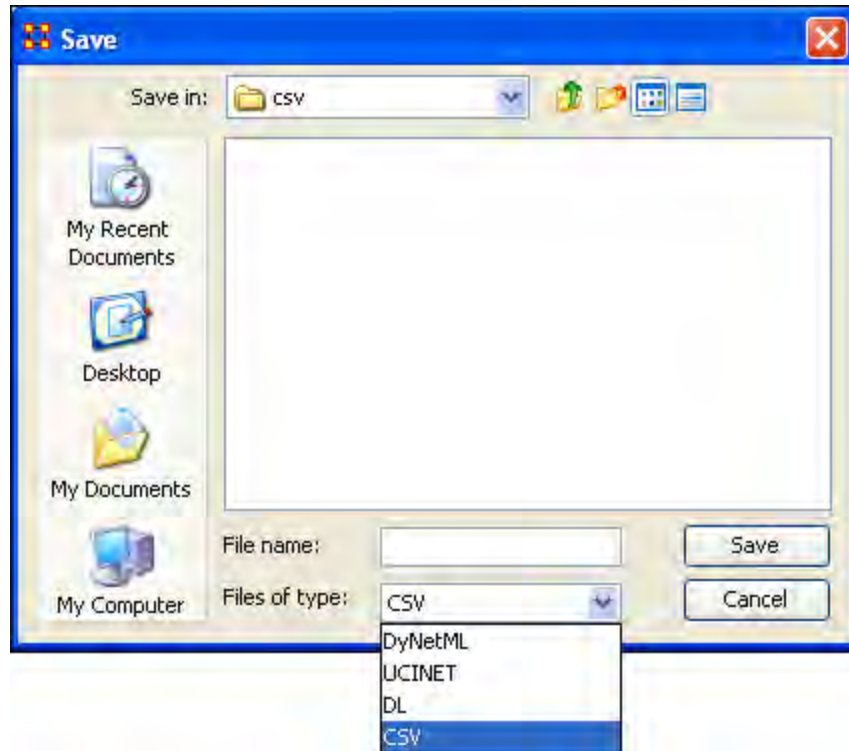 Save
Save in:
csv
My Recent
Documents
Desktop
My Documents
My Computer
File name:
Save
Files of type:
CSV
Cancel
DyNetML
UCINET
DL
CSV